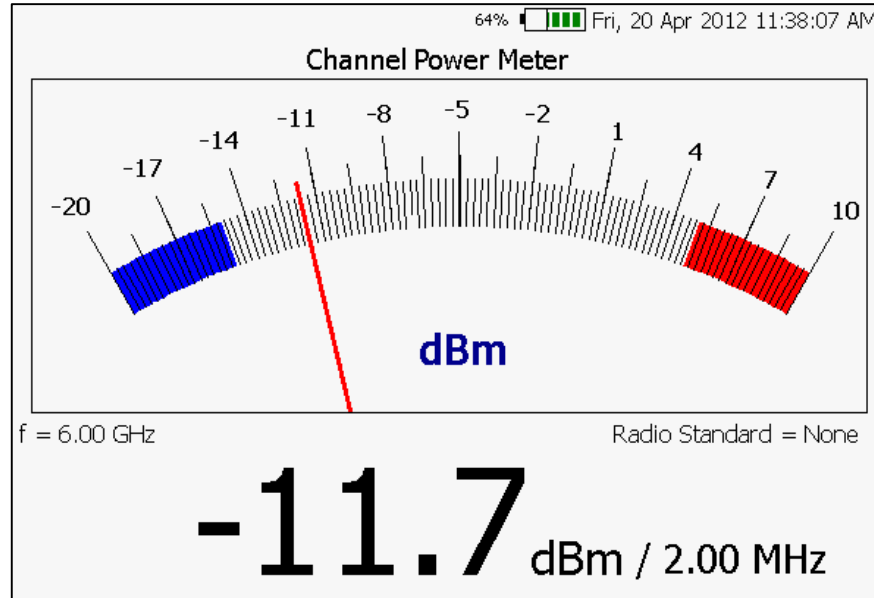 64% Fri, 20 Apr 2012 11:38:07 AM
Channel Power Meter
-20 -17 -14 -11 -8 -5 -2 1 4 7 10
dBm
f = 6.00 GHz Radio Standard = None
-11.7 dBm / 2.00 MHz